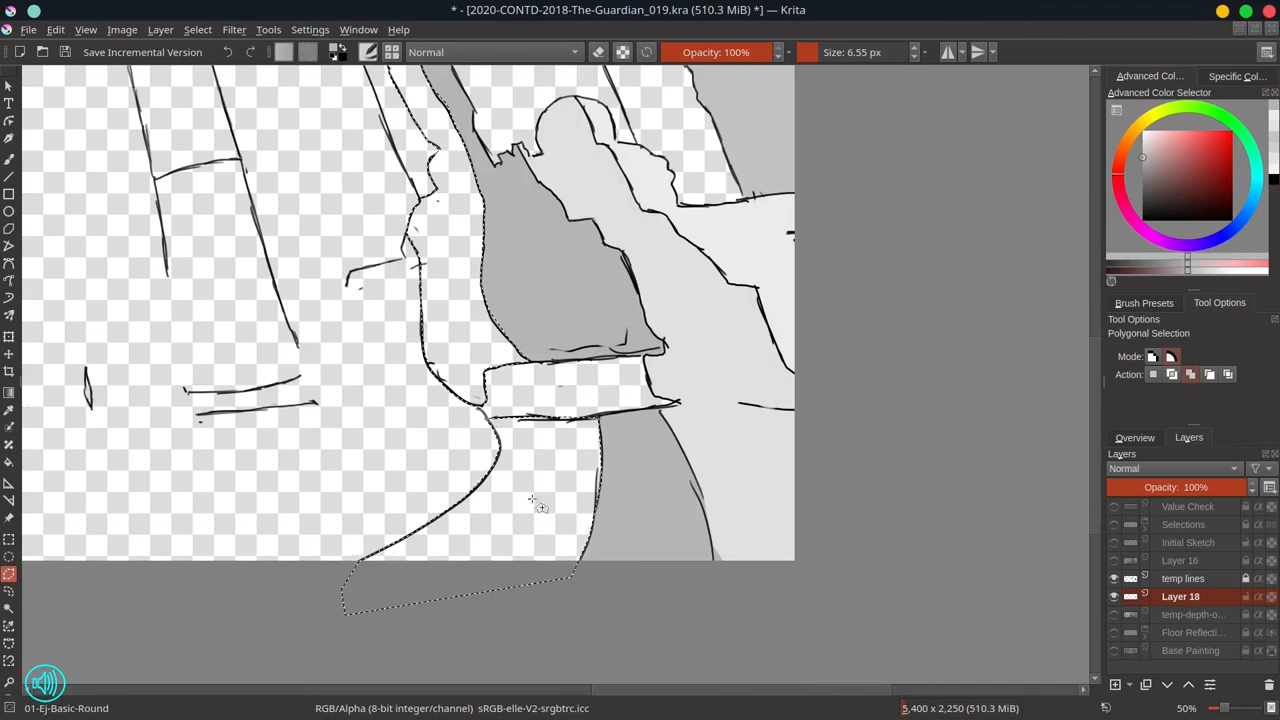 * - [2020-CONTD-2018-The-Guardian_019.kra (510.3 MiB) *] — Krita
File Edit View Image Layer Select Filter Tools Settings Window Help
Save Incremental Version Normal Opacity: 100% Size: 6.55 px
Advanced Col... Specific Col...
Advanced Color Selector
Brush Presets Tool Options
Tool Options
Polygonal Selection
Mode:
Action:
Overview Layers
Layers
Normal
Opacity: 100%
Value Check
Selections
Initial Sketch
Layer 16
temp lines
Layer 18
temp-depth-o...
Floor Reflecti...
Base Painting
01-Ej-Basic-Round RGB/Alpha (8-bit integer/channel) sRGB-elle-V2-srgbtrc.icc 5,400 x 2,250 (510.3 MiB) 50%